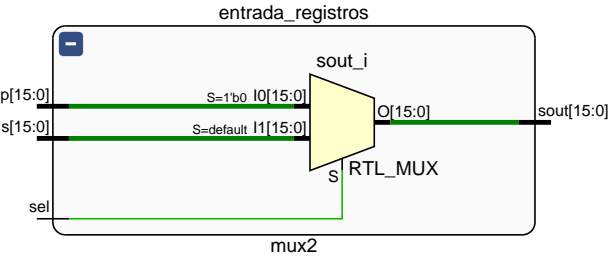 entrada_registros
sout_i
p[15:0]
S=1'b0 I0[15:0]
O[15:0]
sout[15:0]
s[15:0]
S=default I1[15:0]
S
RTL_MUX
sel
mux2